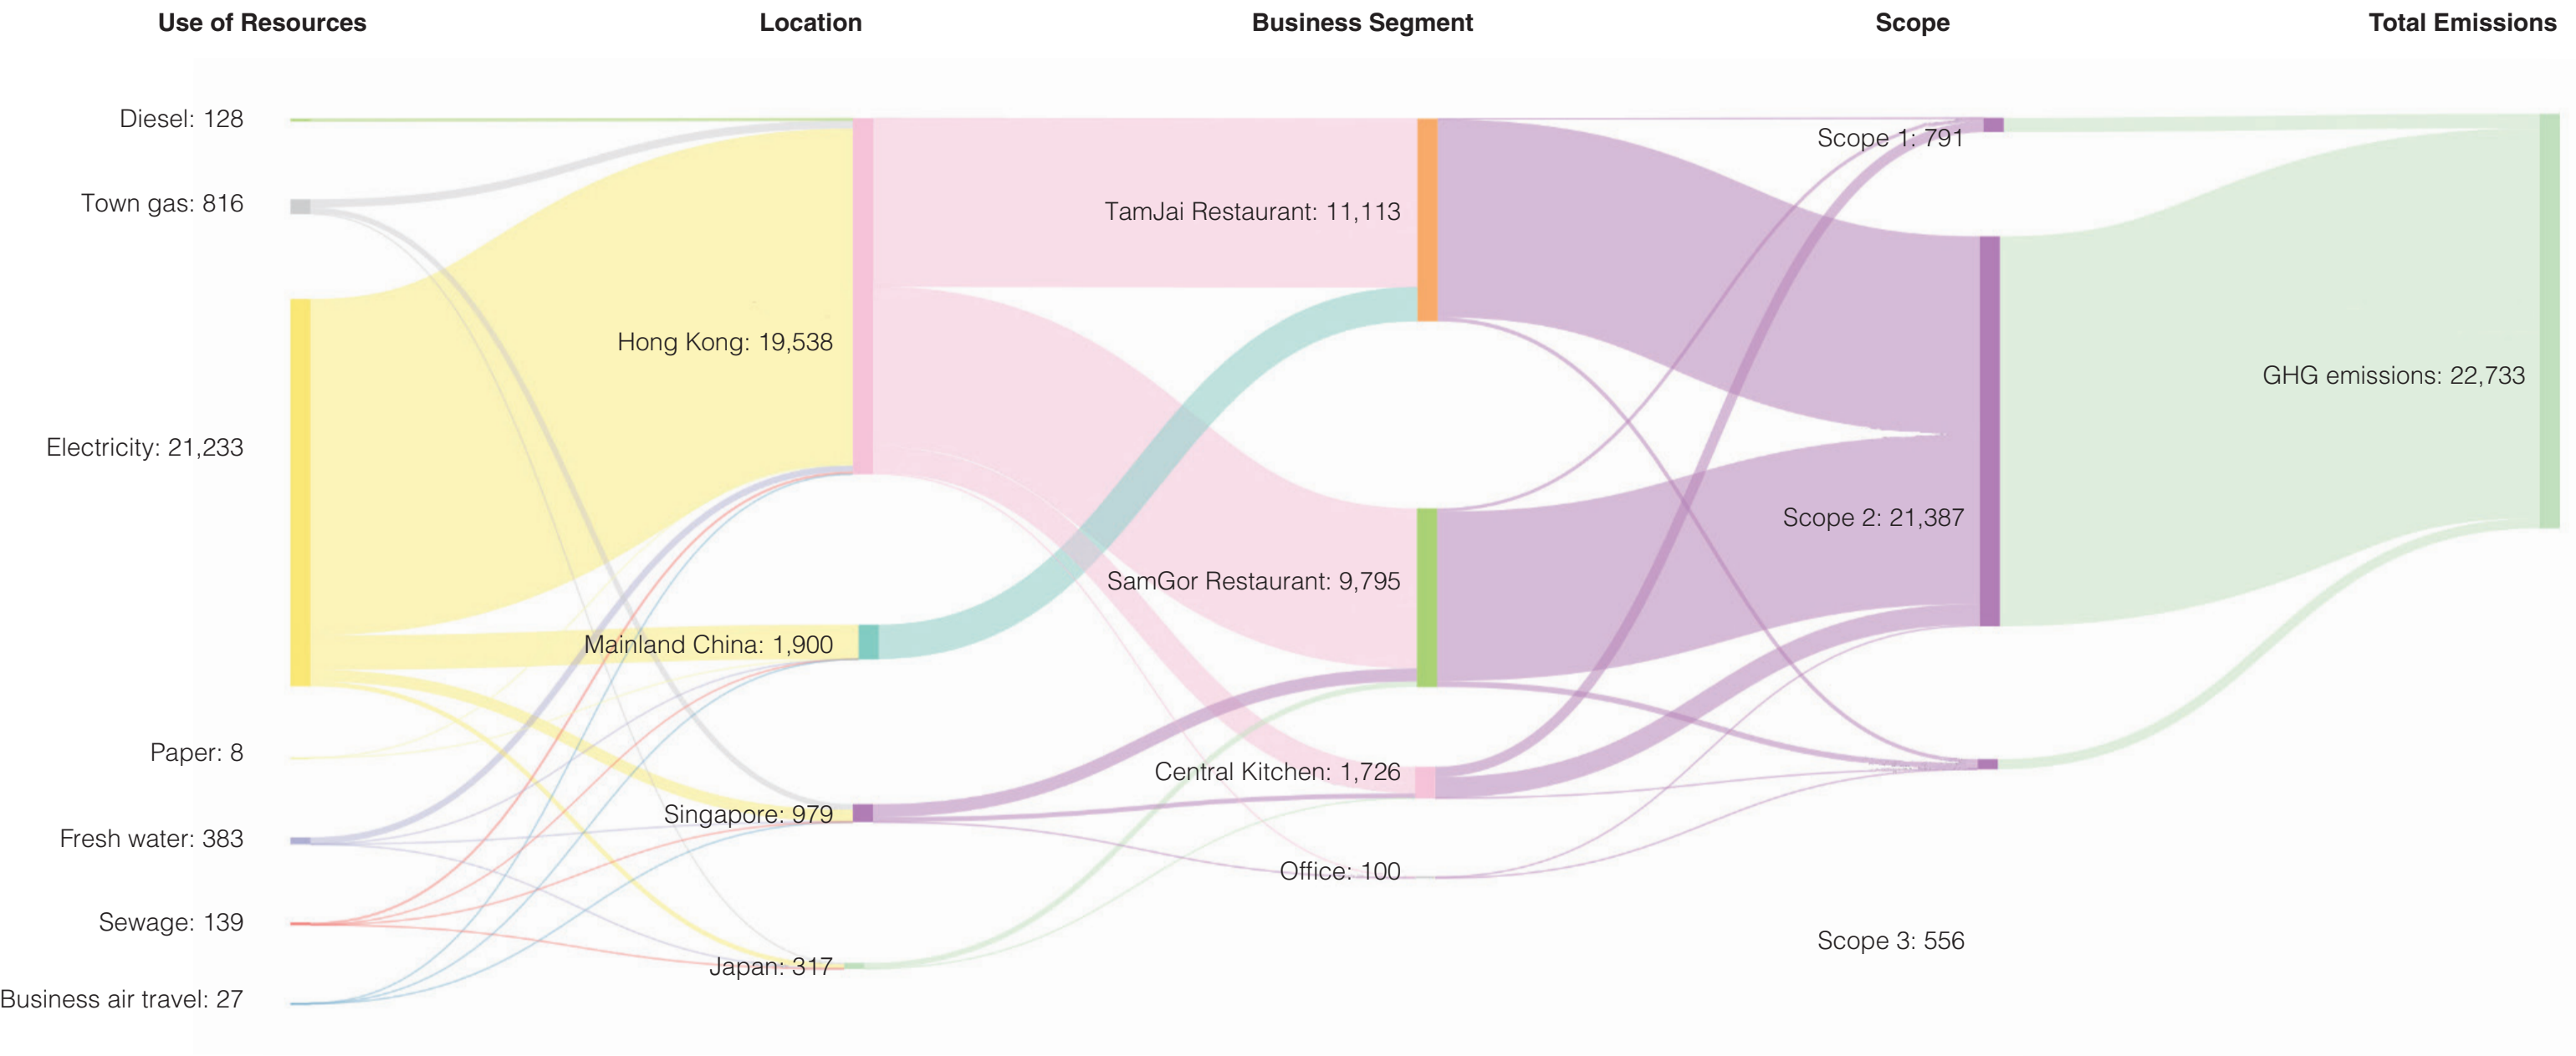 Use of Resources
Location
Business Segment
Scope
Total Emissions
Diesel: 128
Town gas: 816
Electricity: 21,233
Paper: 8
Fresh water: 383
Sewage: 139
Business air travel: 27
Hong Kong: 19,538
Mainland China: 1,900
Singapore: 979
Japan: 317
TamJai Restaurant: 11,113
SamGor Restaurant: 9,795
Central Kitchen: 1,726
Office: 100
Scope 1: 791
Scope 2: 21,387
Scope 3: 556
GHG emissions: 22,733